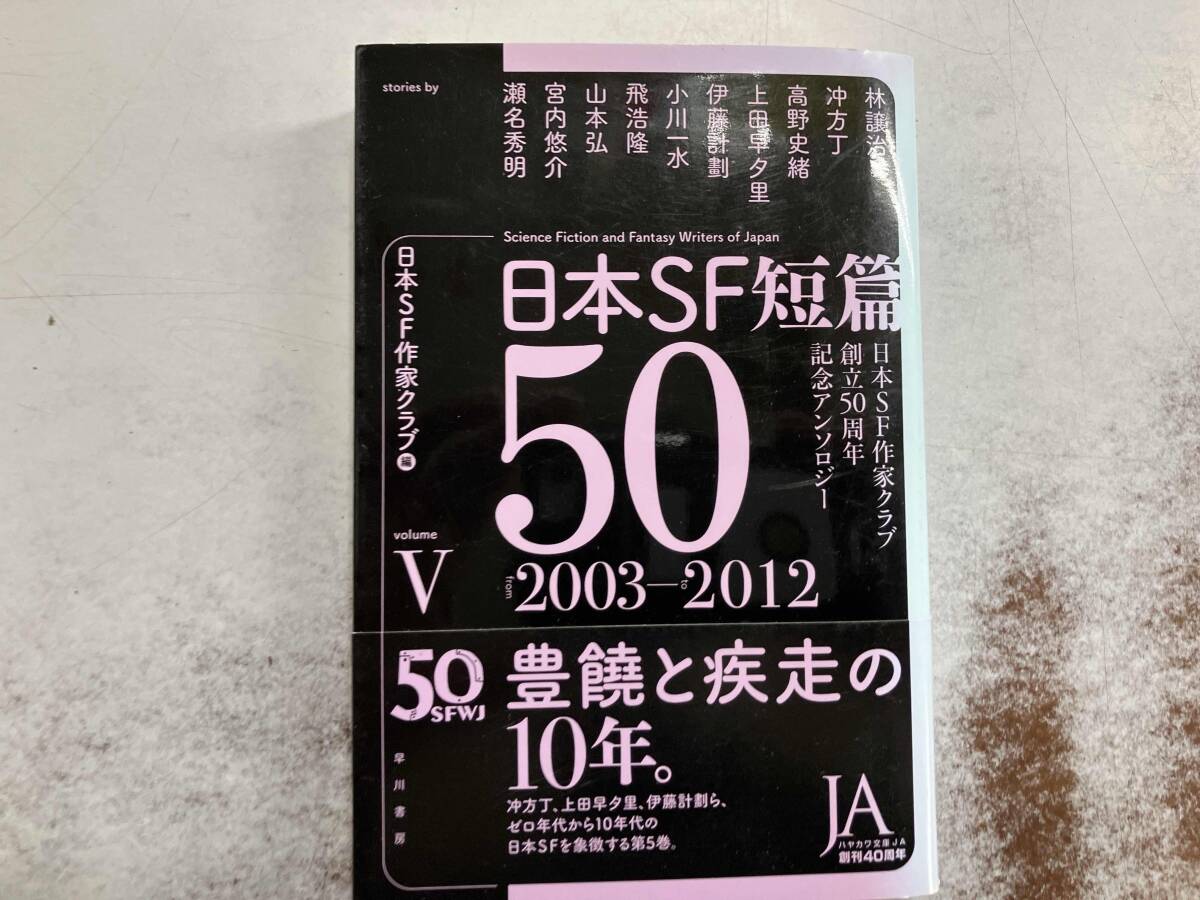 stories by
林譲治
冲方丁
高野史緒
上田早夕里
伊藤計劃
小川一水
飛浩隆
山本弘
宮内悠介
瀬名秀明
Science Fiction and Fantasy Writers of Japan
日本SF短篇
50
日本SF作家クラブ
創立50周年
記念アンソロジー
日本SF作家クラブ編
volume
V
from 2003―to 2012
50
SFWJ
早川書房
豊饒と疾走の
10年。
冲方丁、上田早夕里、伊藤計劃ら、
ゼロ年代から10年代の
日本SFを象徴する第5巻。
JA
ハヤカワ文庫JA
創刊40周年